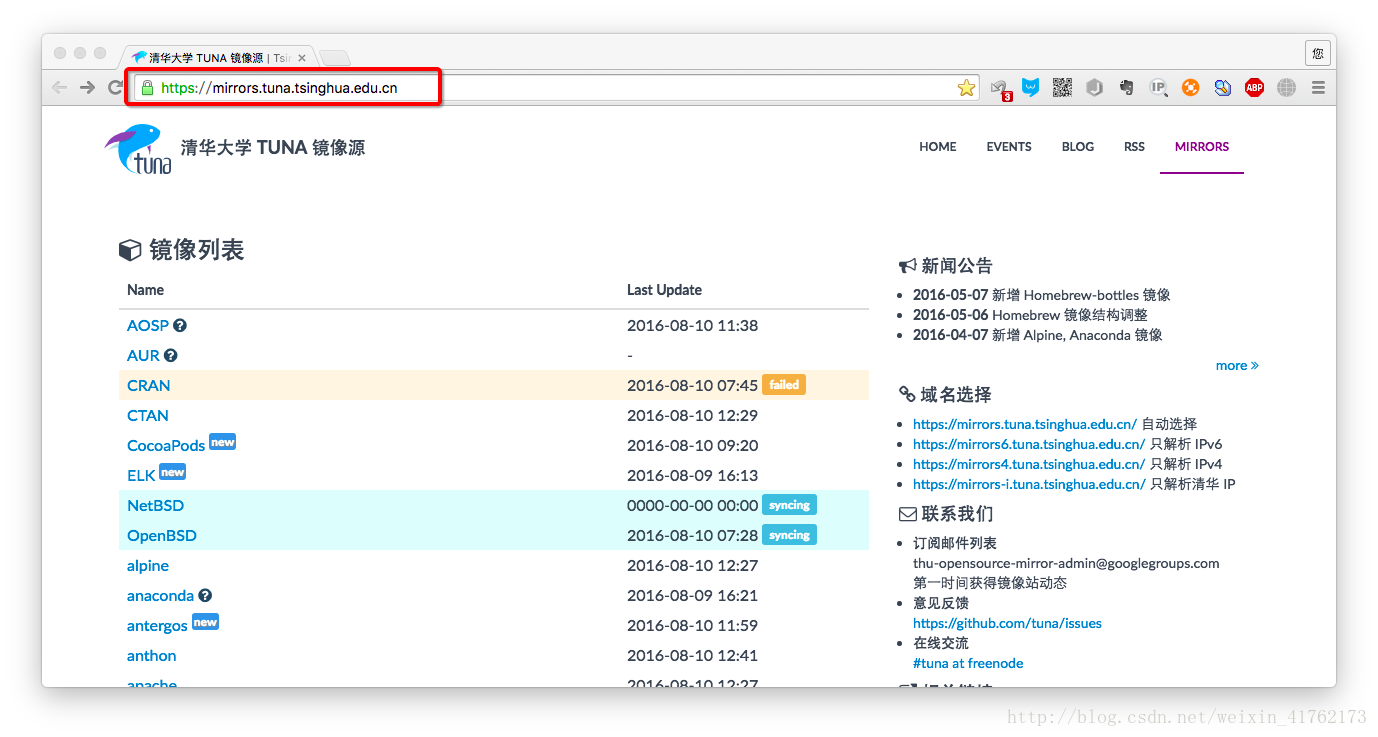 清华大学 TUNA 镜像源 | Tsi
您
https://mirrors.tuna.tsinghua.edu.cn
3
IP
ABP
tuna
清华大学 TUNA 镜像源
HOME EVENTS BLOG RSS MIRRORS
镜像列表
Name Last Update
AOSP ? 2016-08-10 11:38
AUR ? -
CRAN 2016-08-10 07:45 failed
CTAN 2016-08-10 12:29
CocoaPods new 2016-08-10 09:20
ELK new 2016-08-09 16:13
NetBSD 0000-00-00 00:00 syncing
OpenBSD 2016-08-10 07:28 syncing
alpine 2016-08-10 12:27
anaconda ? 2016-08-09 16:21
antergos new 2016-08-10 11:59
anthon 2016-08-10 12:41
apache 2016-08-10 12:27
新闻公告
2016-05-07 新增 Homebrew-bottles 镜像
2016-05-06 Homebrew 镜像结构调整
2016-04-07 新增 Alpine, Anaconda 镜像
more »
域名选择
https://mirrors.tuna.tsinghua.edu.cn/ 自动选择
https://mirrors6.tuna.tsinghua.edu.cn/ 只解析 IPv6
https://mirrors4.tuna.tsinghua.edu.cn/ 只解析 IPv4
https://mirrors-i.tuna.tsinghua.edu.cn/ 只解析清华 IP
联系我们
订阅邮件列表
thu-opensource-mirror-admin@googlegroups.com
第一时间获得镜像站动态
意见反馈
https://github.com/tuna/issues
在线交流
#tuna at freenode
http://blog.csdn.net/weixin_41762173